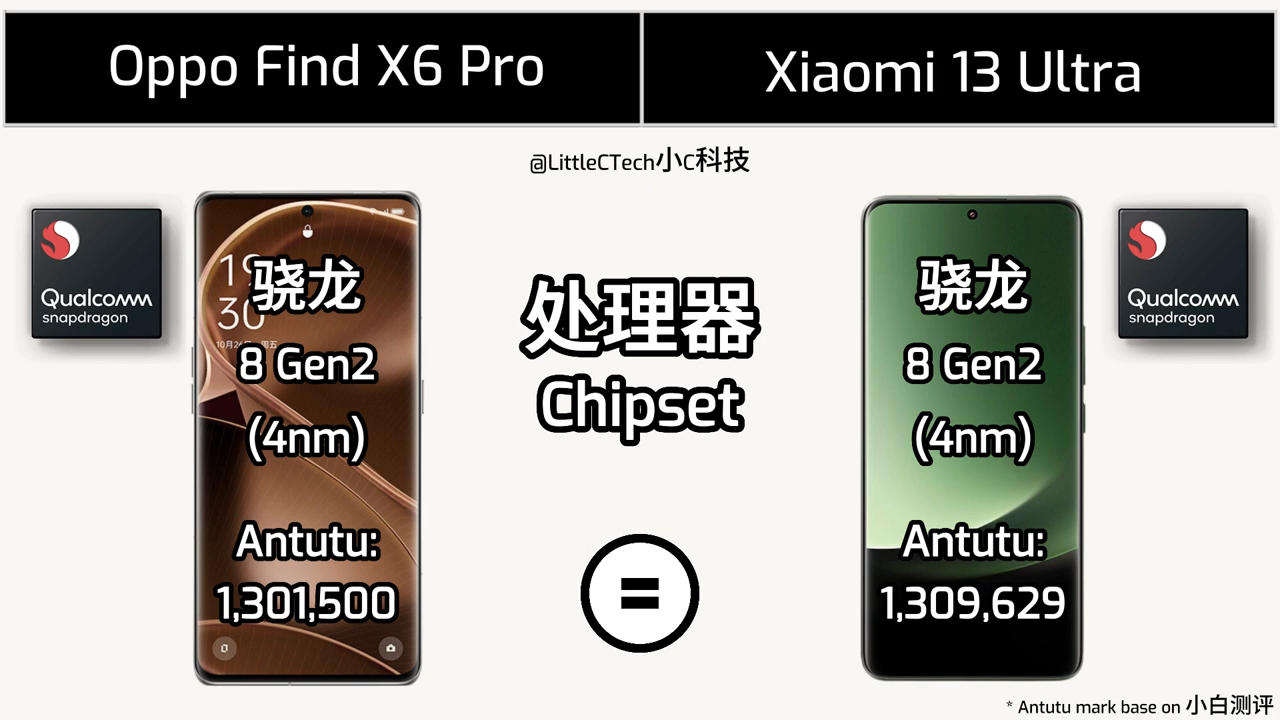 Oppo Find X6 Pro
Xiaomi 13 Ultra
@LittleCTech小C科技
Qualcomm
snapdragon
骁龙
8 Gen2
(4nm)
Antutu:
1,301,500
处理器
Chipset
=
骁龙
8 Gen2
(4nm)
Antutu:
1,309,629
Qualcomm
snapdragon
* Antutu mark base on 小白测评